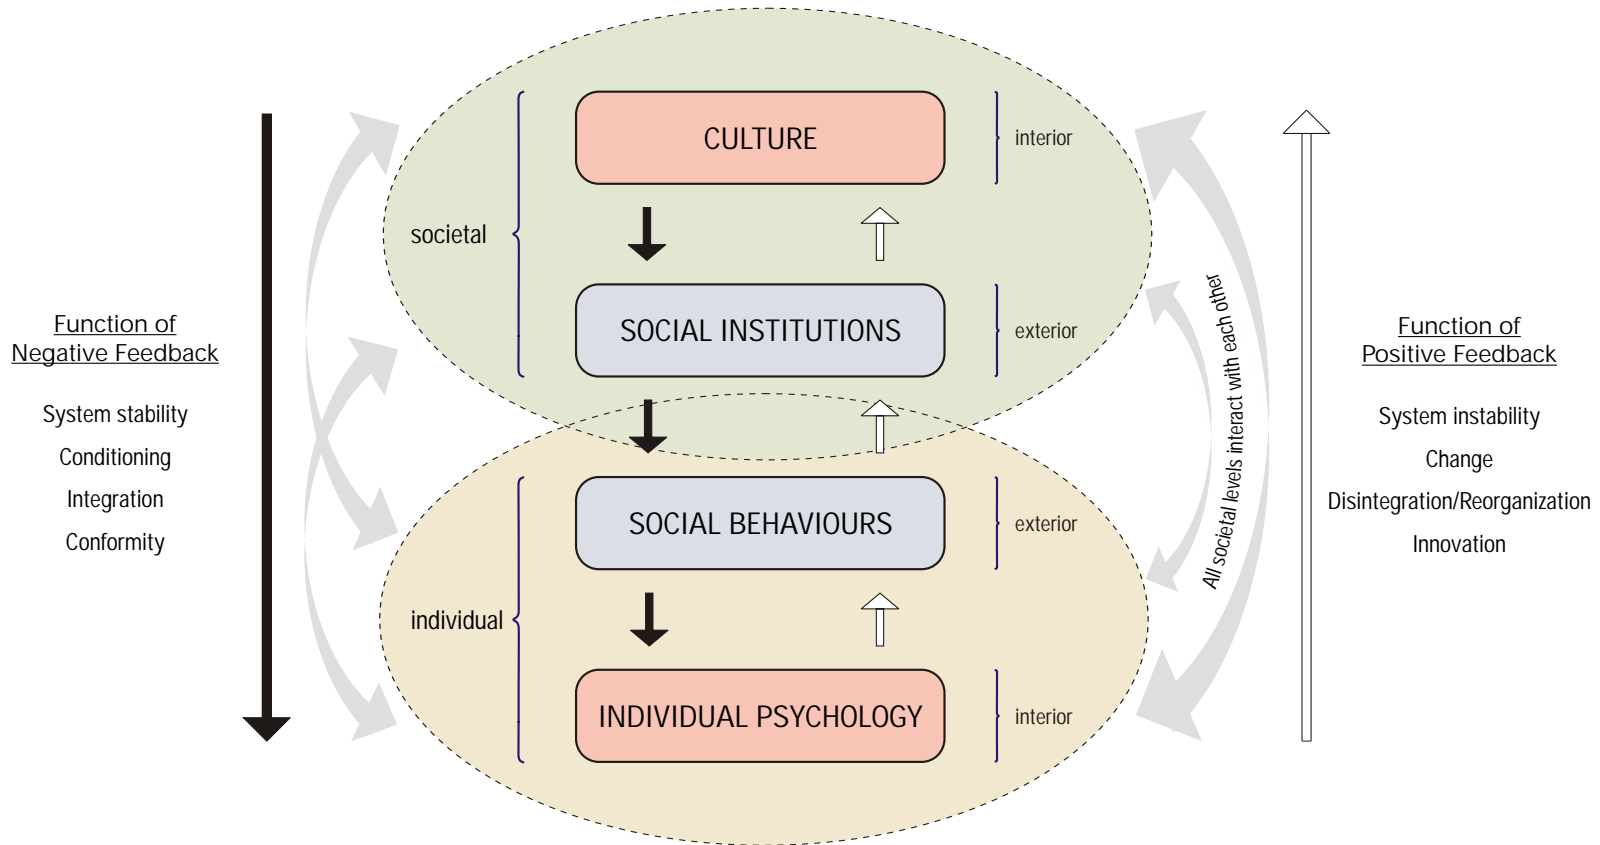 CULTURE
interior
societal
SOCIAL INSTITUTIONS
exterior
SOCIAL BEHAVIOURS
exterior
individual
INDIVIDUAL PSYCHOLOGY
interior
Function of
Negative Feedback
System stability
Conditioning
Integration
Conformity
All societal levels interact with each other
Function of
Positive Feedback
System instability
Change
Disintegration/Reorganization
Innovation